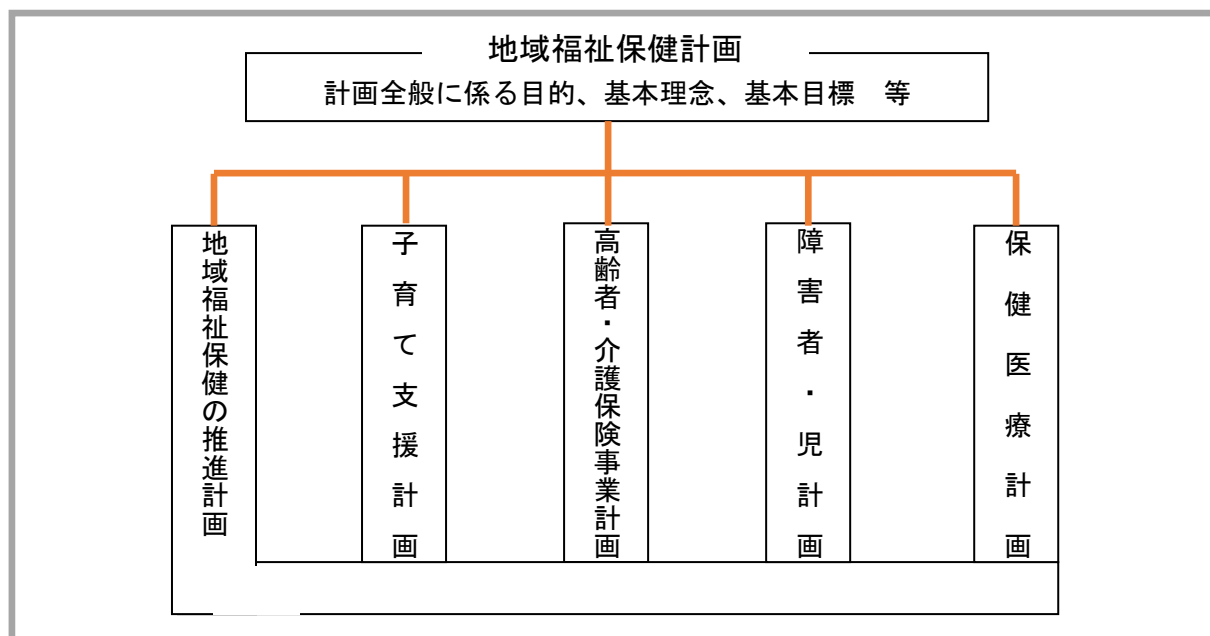 地域福祉保健計画
計画全般に係る目的、基本理念、基本目標　等
地域福祉保健の推進計画
子育て支援計画
高齢者・介護保険事業計画
障害者・児計画
保健医療計画